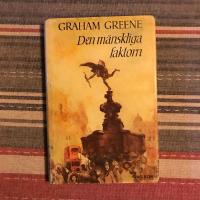 GRAHAM GREENE
Den mänskliga
faktorn